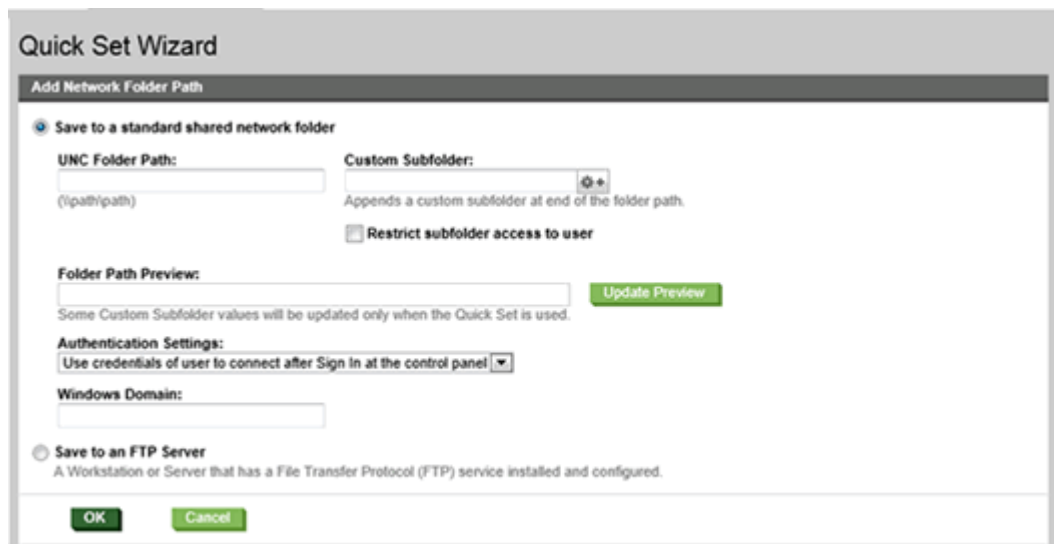 Quick Set Wizard
Add Network Folder Path
Save to a standard shared network folder
UNC Folder Path: Custom Subfolder:
(\\path\path) Appends a custom subfolder at end of the folder path.
Restrict subfolder access to user
Folder Path Preview:
Update Preview
Some Custom Subfolder values will be updated only when the Quick Set is used.
Authentication Settings:
Use credentials of user to connect after Sign In at the control panel
Windows Domain:
Save to an FTP Server
A Workstation or Server that has a File Transfer Protocol (FTP) service installed and configured.
OK Cancel